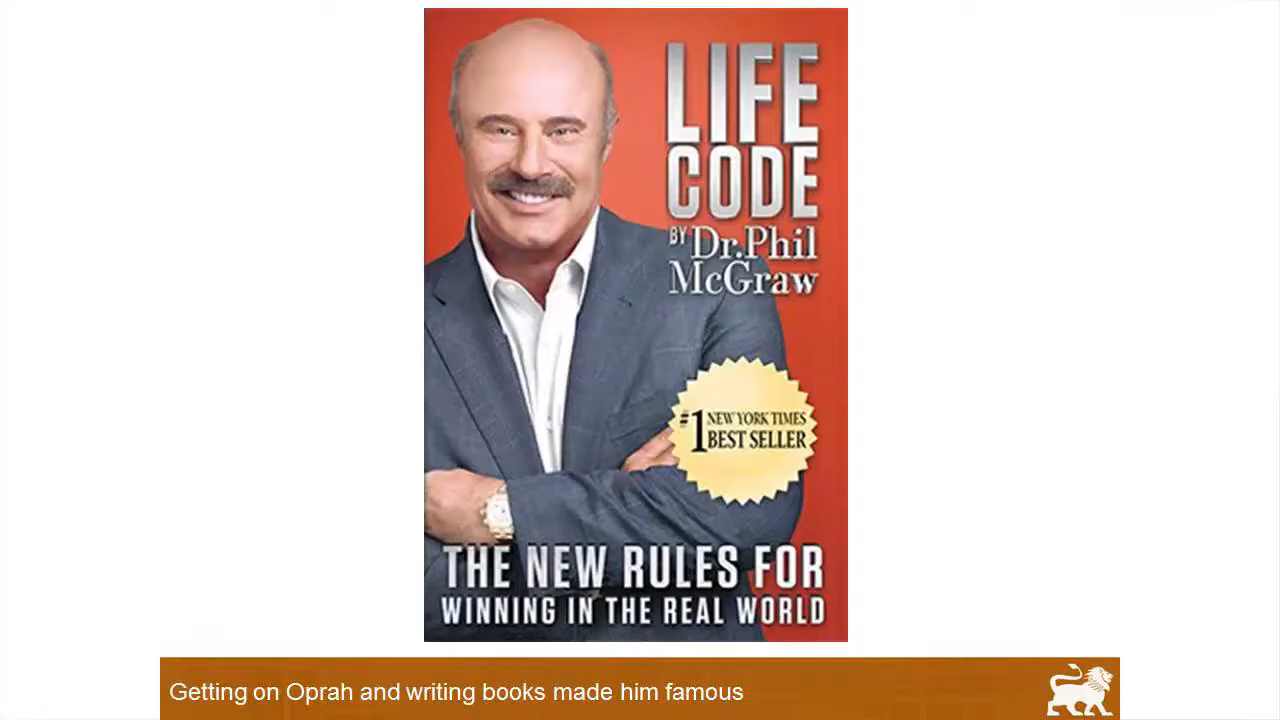 LIFE
CODE
BY Dr.Phil
McGraw
#1 NEW YORK TIMES
BEST SELLER
THE NEW RULES FOR
WINNING IN THE REAL WORLD
Getting on Oprah and writing books made him famous